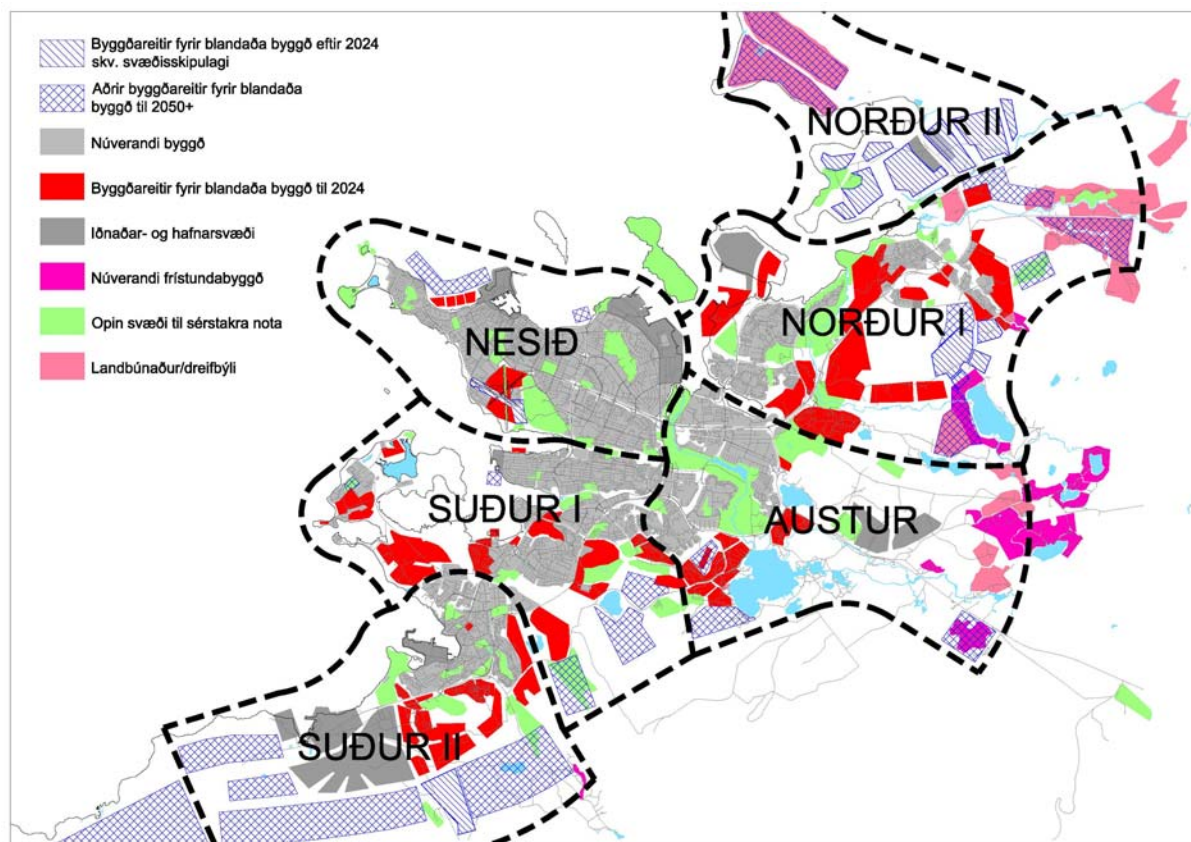 Byggðareitir fyrir blandaða byggð eftir 2024
skv. svæðisskipulagi
Aðrir byggðareitir fyrir blandaða
byggð til 2050+
Núverandi byggð
Byggðareitir fyrir blandaða byggð til 2024
Iðnaðar- og hafnarsvæði
Núverandi frístundabyggð
Opin svæði til sérstakra nota
Landbúnaður/dreifbýli
NORÐUR II
NORÐUR I
NESIÐ
SUÐUR I
AUSTUR
SUÐUR II